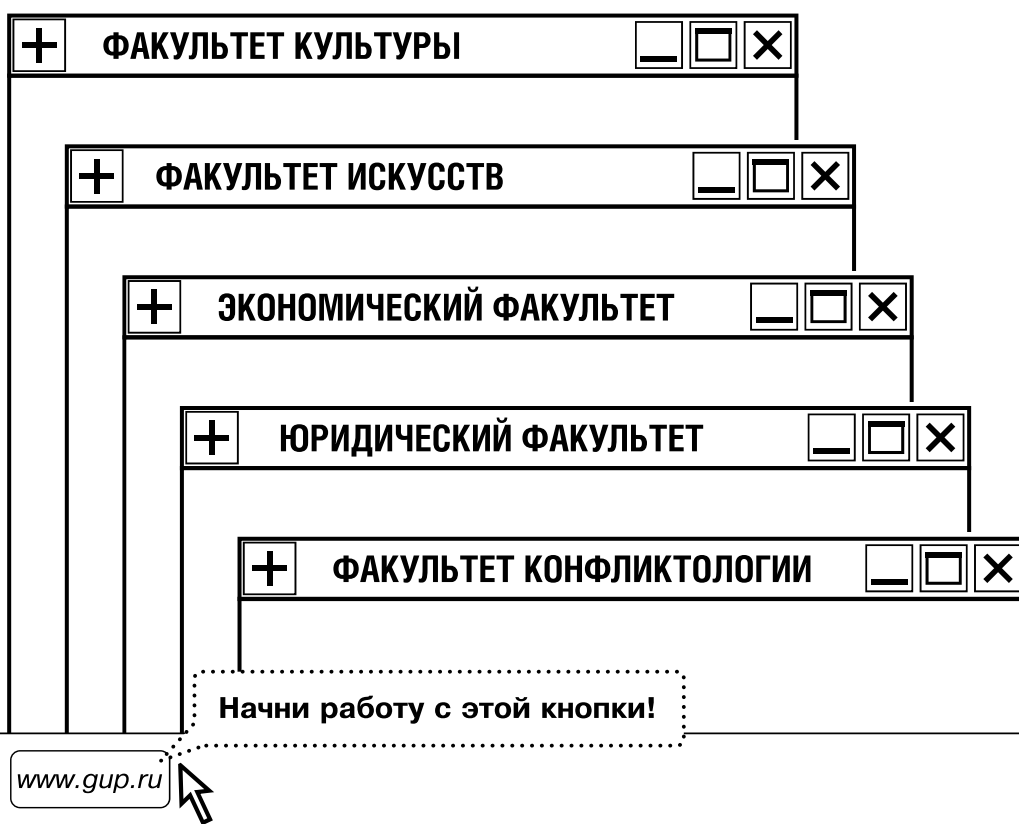 ФАКУЛЬТЕТ КУЛЬТУРЫ
ФАКУЛЬТЕТ ИСКУССТВ
ЭКОНОМИЧЕСКИЙ ФАКУЛЬТЕТ
ЮРИДИЧЕСКИЙ ФАКУЛЬТЕТ
ФАКУЛЬТЕТ КОНФЛИКТОЛОГИИ
Начни работу с этой кнопки!
www.gup.ru